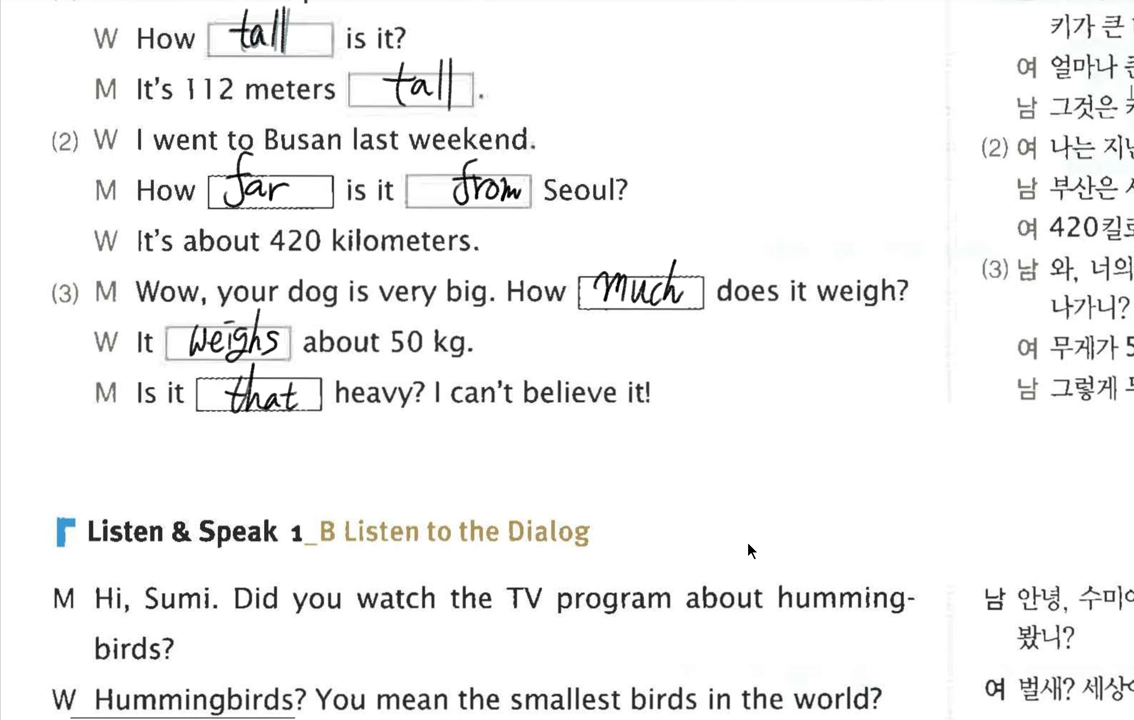 W How tall is it?
M It's 112 meters tall.
(2) W I went to Busan last weekend.
M How far is it from Seoul?
W It's about 420 kilometers.
(3) M Wow, your dog is very big. How much does it weigh?
W It weighs about 50 kg.
M Is it that heavy? I can't believe it!
Listen & Speak 1_B Listen to the Dialog
M Hi, Sumi. Did you watch the TV program about humming-
birds?
W Hummingbirds? You mean the smallest birds in the world?
키가 큰
여 얼마나
남 그것은
(2) 여 나는
남 부산은
여 420킬로
(3) 남 와, 너의
나가니?
여 무게가 5
남 그렇게
남 안녕,
봤니?
여 벌새?